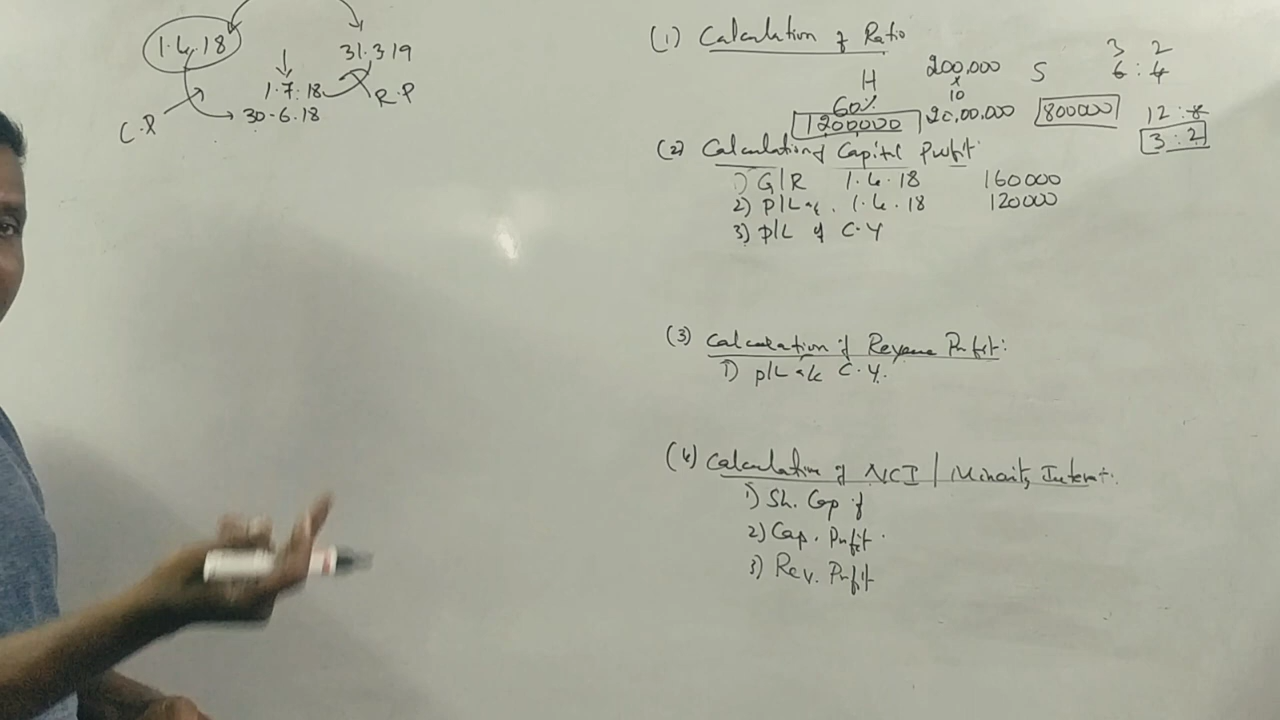 1.4.18
31.3.19
1.7.18
R.P
C.P
30.6.18
(1) Calculation of Ratio
3 2
H 200,000 S 6:4
x
10
60% 20,00,000 800000 12:8
1200000
3:2
(2) Calculation of Capital Profit:
1) G/R 1.4.18 160000
2) P/L a/c. 1.4.18 120000
3) P/L of C.Y
(3) Calculation of Revenue Profit:
1) P/L a/c C.Y.
(4) Calculation of NCI / Minority Interest:
1) Sh. Cap of
2) Cap. Profit.
3) Rev. Profit